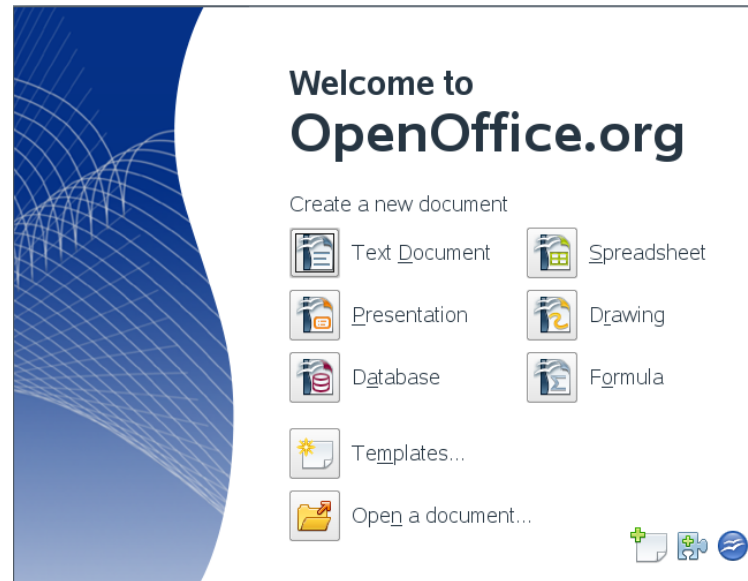 Welcome to
OpenOffice.org
Create a new document
Text Document
Spreadsheet
Presentation
Drawing
Database
Formula
Templates...
Open a document...